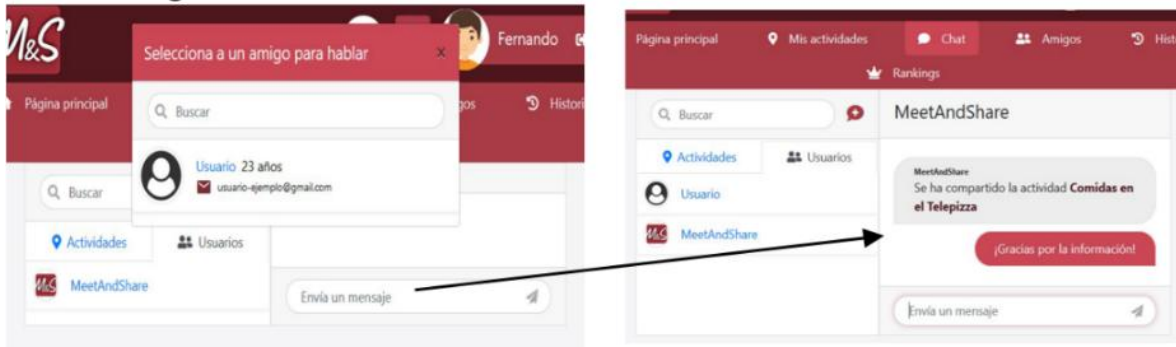 M&S
Selecciona a un amigo para hablar
x
Fernando
Página principal
Histori
Buscar
Usuario 23 años
usuario-ejemplo@gmail.com
Buscar
Actividades
Usuarios
M&S
MeetAndShare
Envía un mensaje
Página principal
Mis actividades
Chat
Amigos
Hist
Rankings
Buscar
MeetAndShare
Actividades
Usuarios
Usuario
M&S
MeetAndShare
MeetAndShare
Se ha compartido la actividad Comidas en
el Telepizza
¡Gracias por la información!
Envía un mensaje